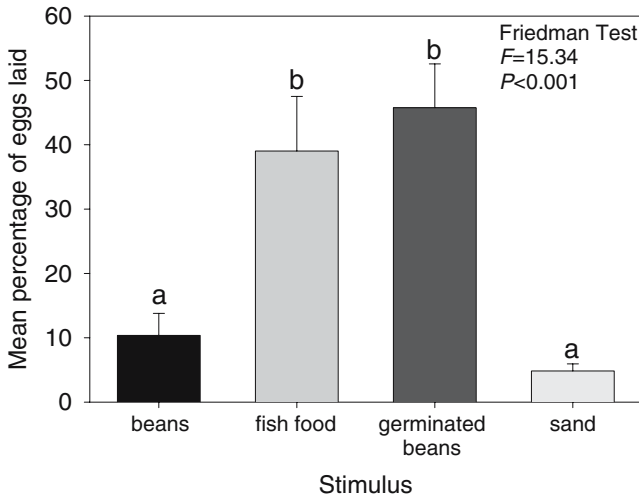 Mean percentage of eggs laid
60
50
40
30
20
10
0
Friedman Test
F=15.34
P<0.001
a
b
b
a
beans
fish food
germinated
beans
sand
Stimulus